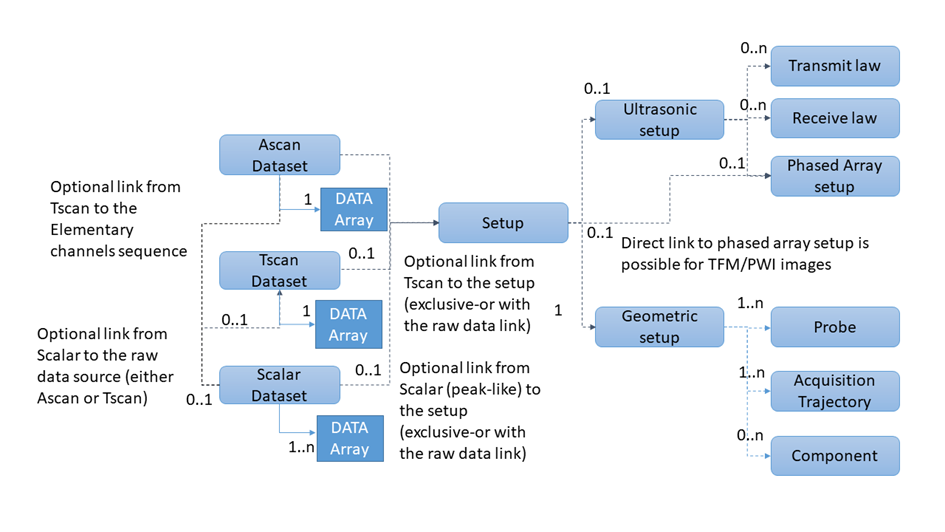 0..n
Transmit law
0..1
Ultrasonic
setup
0..n
Receive law
Ascan
Dataset
0..1
Phased Array
setup
Optional link from
Tscan to the
Elementary
channels sequence
1
DATA
Array
Setup
0..1
Direct link to phased array setup is
possible for TFM/PWI images
Tscan
Dataset
0..1
Optional link from
Tscan to the setup
(exclusive-or with
the raw data link)
0..1
1
DATA
Array
1
Geometric
setup
1..n
Probe
Optional link from
Scalar to the raw
data source (either
Ascan or Tscan)
0..1
Scalar
Dataset
0..1
Optional link from
Scalar (peak-like) to
the setup
(exclusive-or with
the raw data link)
1..n
Acquisition
Trajectory
1..n
DATA
Array
0..n
Component